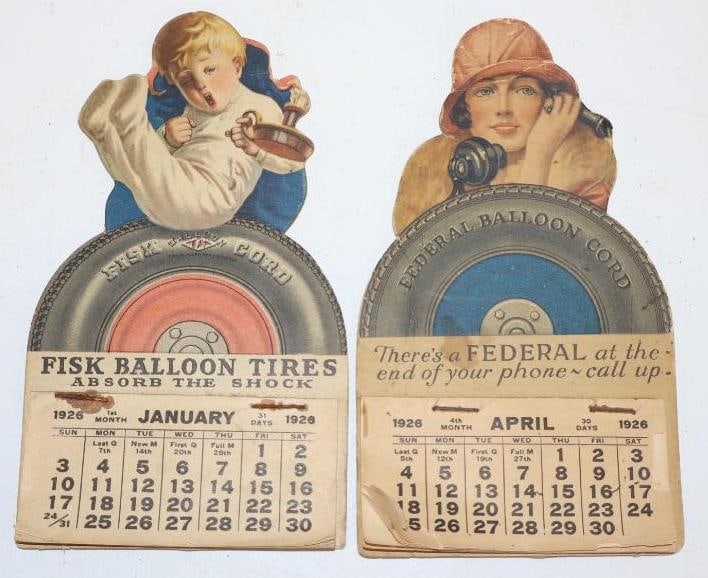 FISK BALLOON CORD
FISK BALLOON TIRES
ABSORB THE SHOCK
1926 1st MONTH JANUARY 31 DAYS 1926
SUN MON TUE WED THU FRI SAT
Last Q 7th New M 14th First Q 20th Full M 28th 1 2
3 4 5 6 7 8 9
10 11 12 13 14 15 16
17 18 19 20 21 22 23
24/31 25 26 27 28 29 30
FEDERAL BALLOON CORD
There's a FEDERAL at the
end of your phone ~ call up.
1926 4th MONTH APRIL 30 DAYS 1926
SUN MON TUE WED THU FRI SAT
Last Q 5th New M 12th First Q 19th Full M 27th 1 2 3
4 5 6 7 8 9 10
11 12 13 14 15 16 17
18 19 20 21 22 23 24
5 26 27 28 29 30